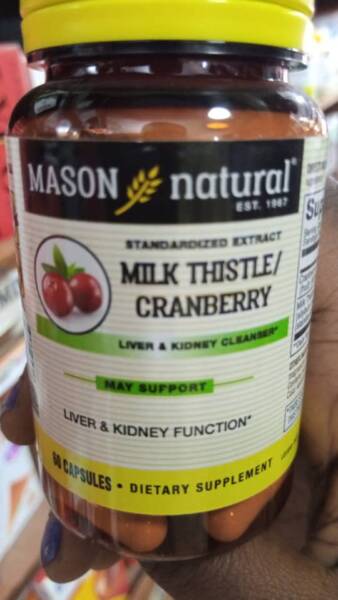 MASON natural®
EST. 1967
STANDARDIZED EXTRACT
MILK THISTLE/
CRANBERRY
LIVER & KIDNEY CLEANSER*
MAY SUPPORT
LIVER & KIDNEY FUNCTION*
60 CAPSULES • DIETARY SUPPLEMENT